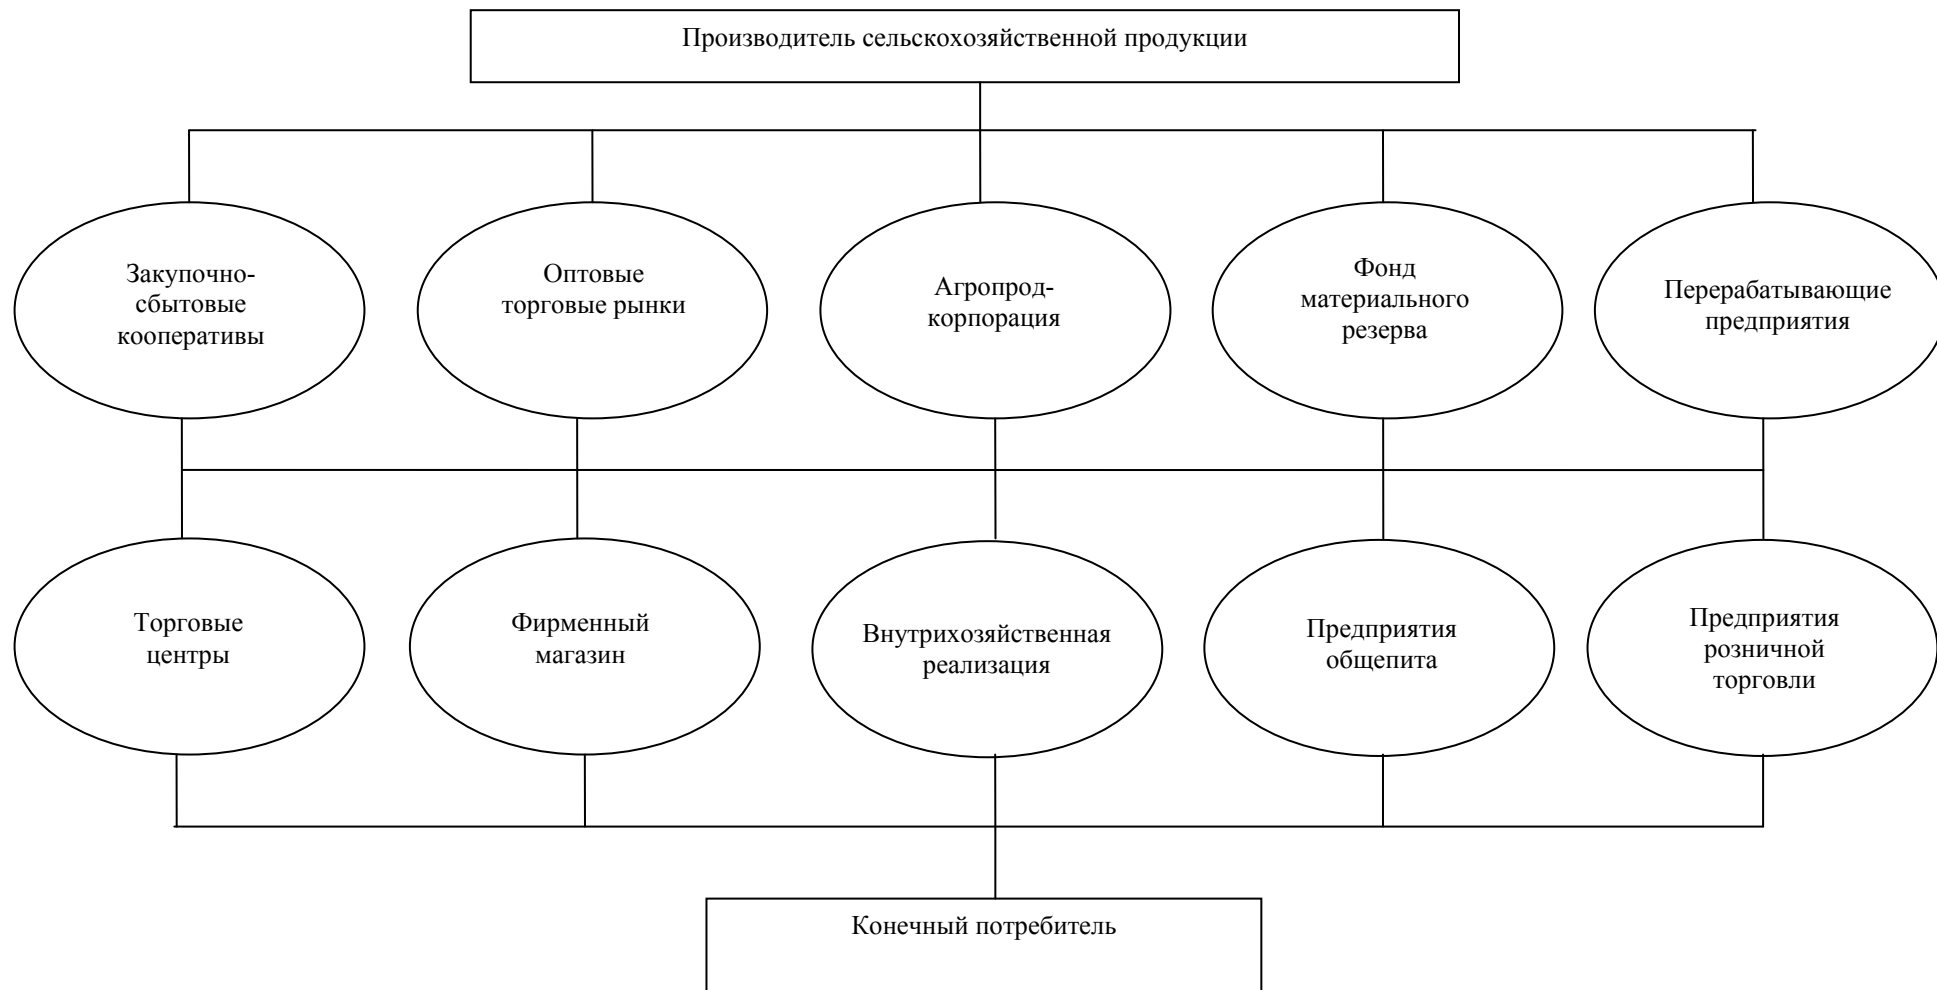 Производитель сельскохозяйственной продукции
Закупочно-
сбытовые
кооперативы
Оптовые
торговые рынки
Агропрод-
корпорация
Фонд
материального
резерва
Перерабатывающие
предприятия
Торговые
центры
Фирменный
магазин
Внутрихозяйственная
реализация
Предприятия
общепита
Предприятия
розничной
торговли
Конечный потребитель